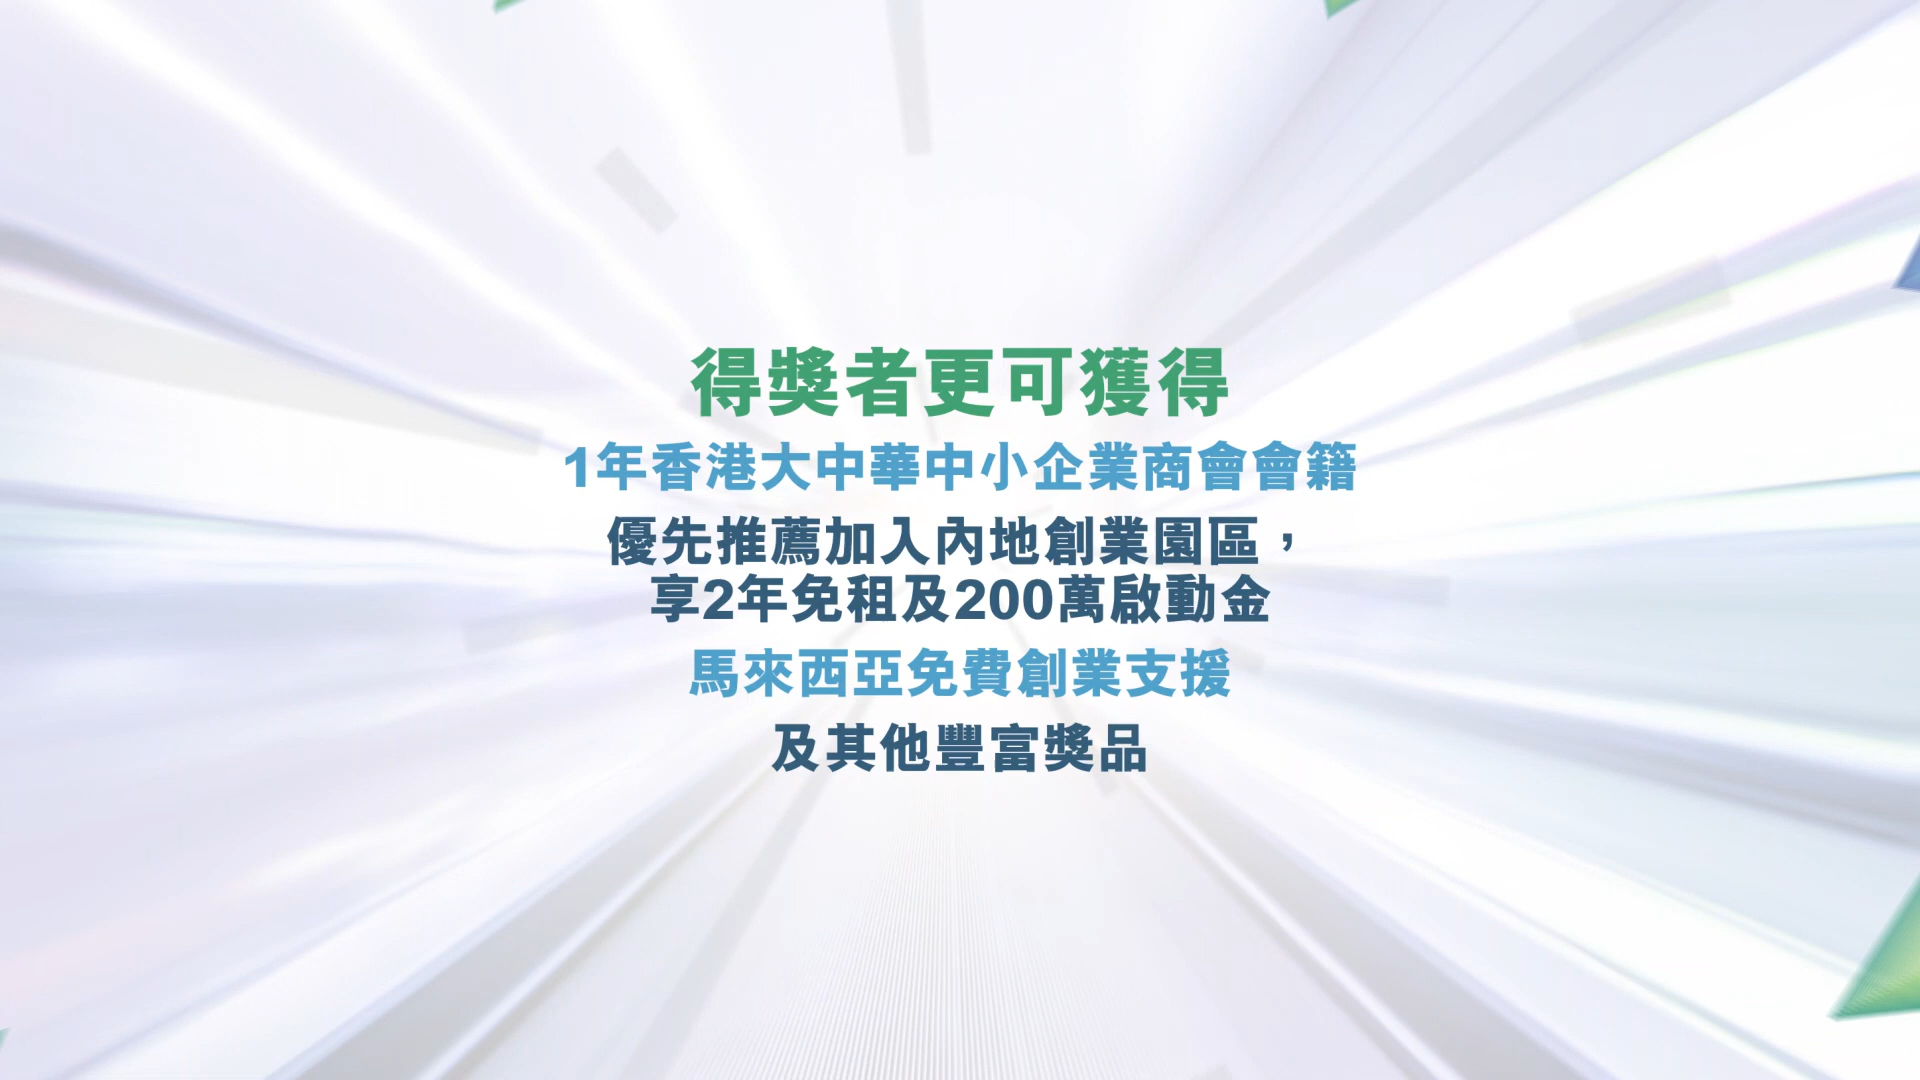 得獎者更可獲得
1年香港大中華中小企業商會會籍
優先推薦加入內地創業園區，
享2年免租及200萬啟動金
馬來西亞免費創業支援
及其他豐富獎品